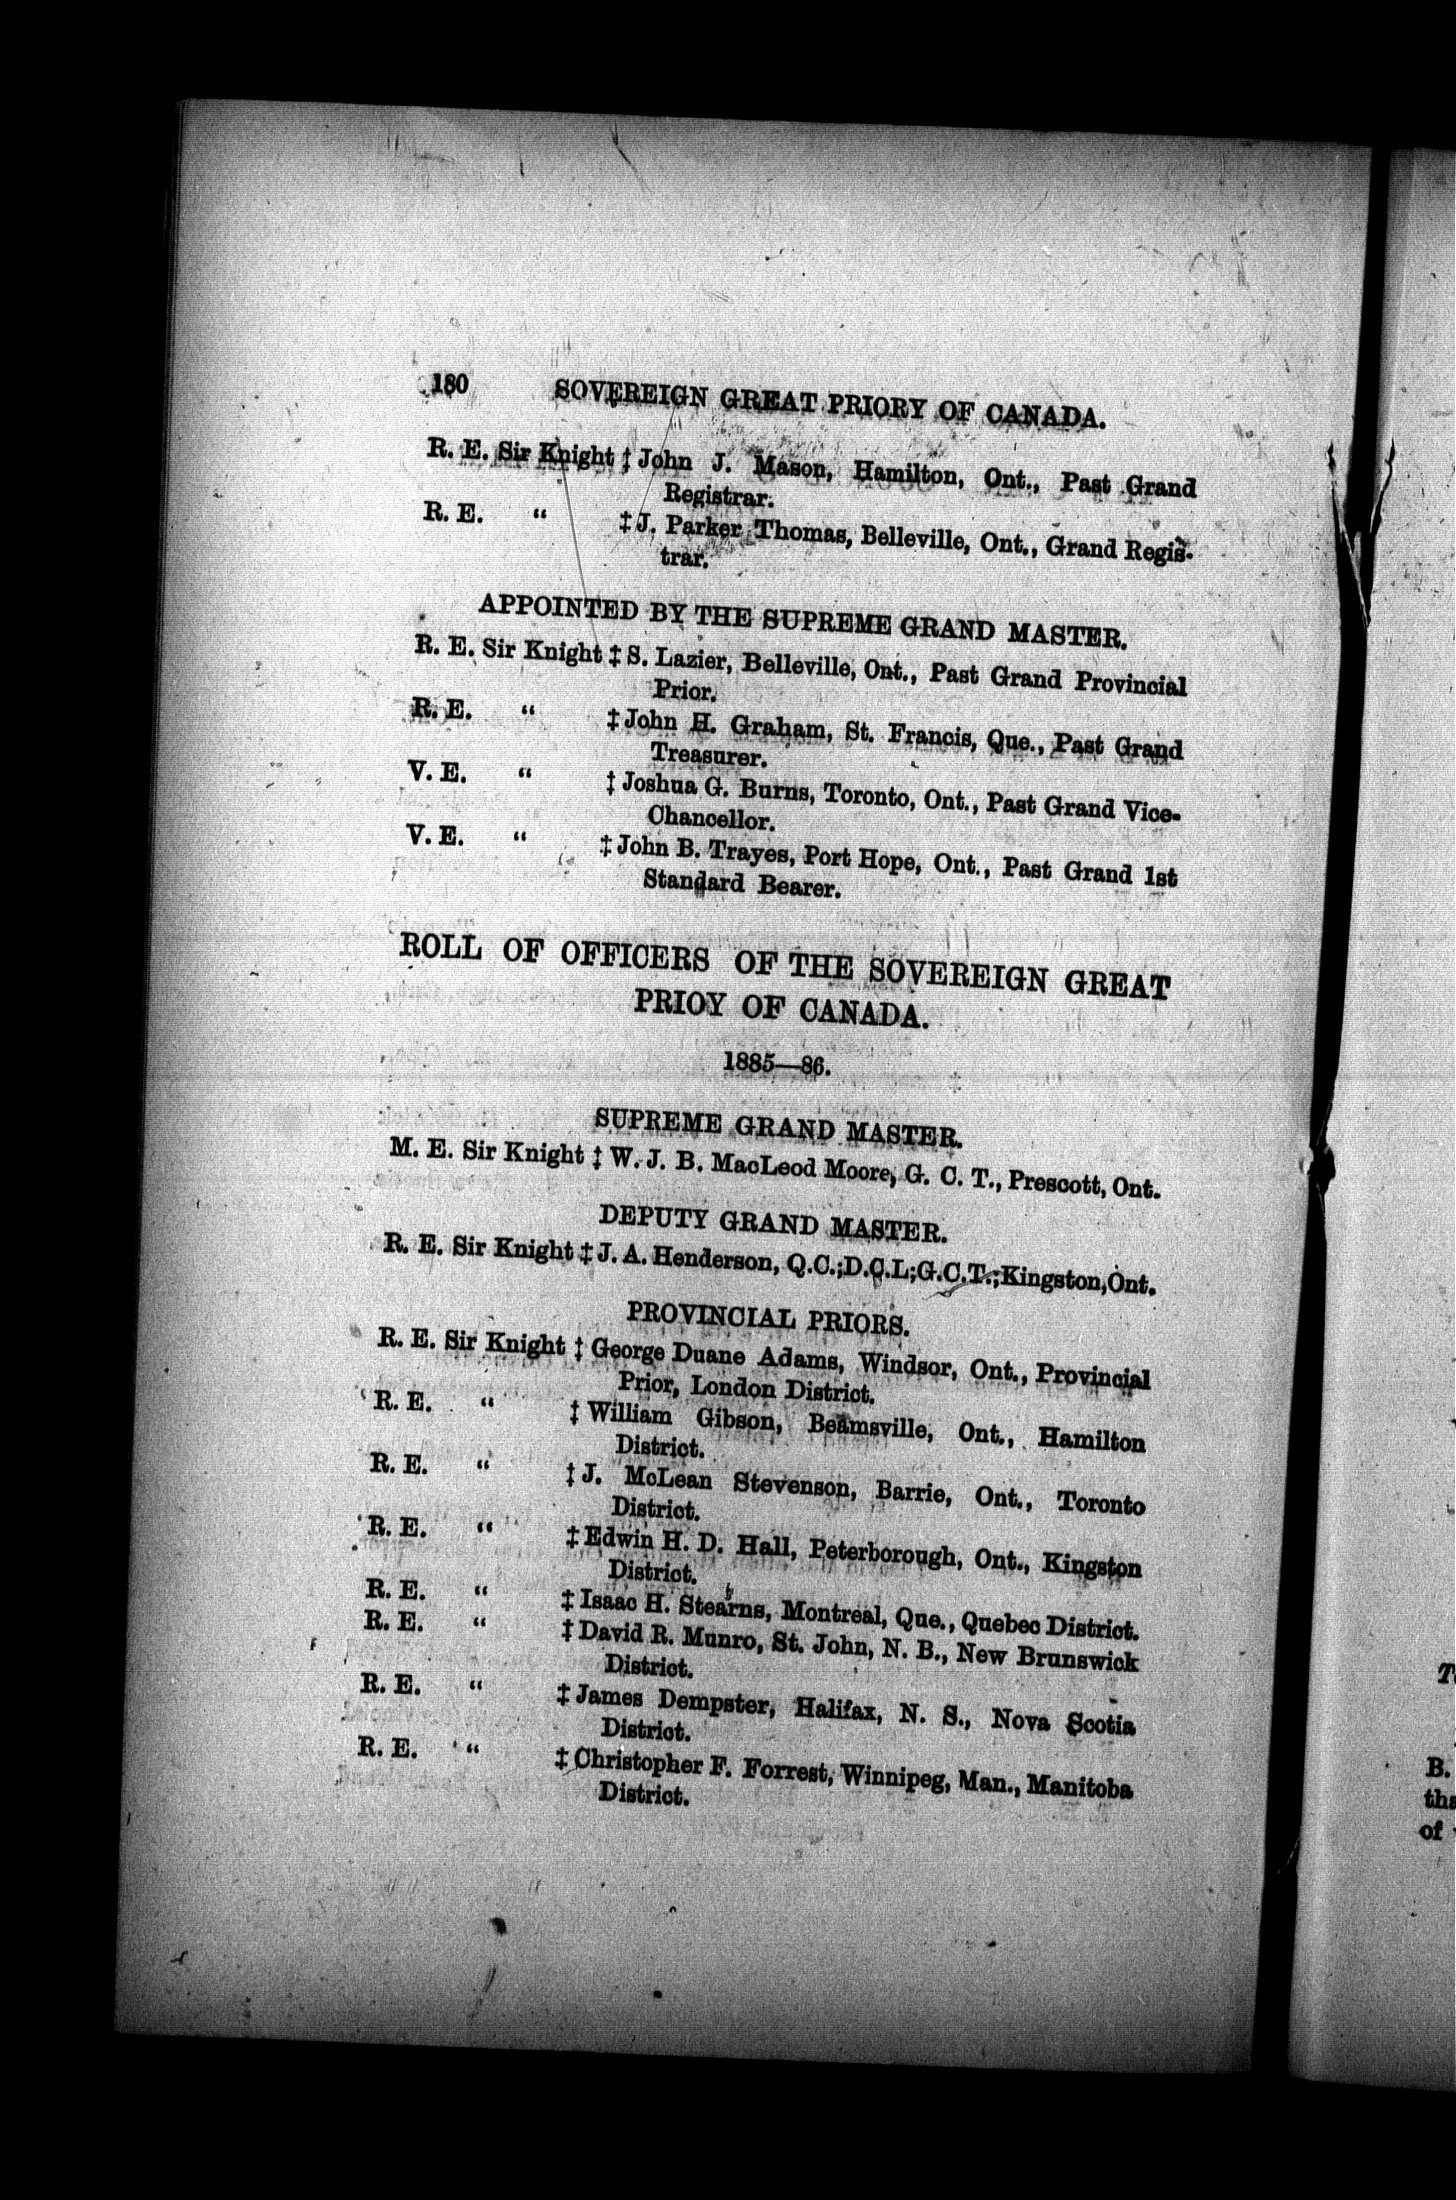 180 SOVEREIGN GREAT PRIORY OF CANADA.
R. E. Sir Knight ‡ John J. Mason, Hamilton, Ont., Past Grand
Registrar.
R. E. “ ‡ J. Parker Thomas, Belleville, Ont., Grand Regis-
trar.
APPOINTED BY THE SUPREME GRAND MASTER.
R. E. Sir Knight ‡ S. Lazier, Belleville, Ont., Past Grand Provincial
Prior.
R. E. “ ‡ John H. Graham, St. Francis, Que., Past Grand
Treasurer.
V. E. “ ‡ Joshua G. Burns, Toronto, Ont., Past Grand Vice-
Chancellor.
V. E. “ ‡ John B. Trayes, Port Hope, Ont., Past Grand 1st
Standard Bearer.
ROLL OF OFFICERS OF THE SOVEREIGN GREAT
PRIOY OF CANADA.
1885—86.
SUPREME GRAND MASTER.
M. E. Sir Knight ‡ W. J. B. MacLeod Moore, G. C. T., Prescott, Ont.
DEPUTY GRAND MASTER.
R. E. Sir Knight ‡ J. A. Henderson, Q.C.;D.C.L;G.C.T.;Kingston,Ont.
PROVINCIAL PRIORS.
R. E. Sir Knight ‡ George Duane Adams, Windsor, Ont., Provincial
Prior, London District.
R. E. “ ‡ William Gibson, Beamsville, Ont., Hamilton
District.
R. E. “ ‡ J. McLean Stevenson, Barrie, Ont., Toronto
District.
R. E. “ ‡ Edwin H. D. Hall, Peterborough, Ont., Kingston
District.
R. E. “ ‡ Isaac H. Stearns, Montreal, Que., Quebec District.
R. E. “ ‡ David R. Munro, St. John, N. B., New Brunswick
District.
R. E. “ ‡ James Dempster, Halifax, N. S., Nova Scotia
District.
R. E. “ ‡ Christopher F. Forrest, Winnipeg, Man., Manitoba
District.
B.
of